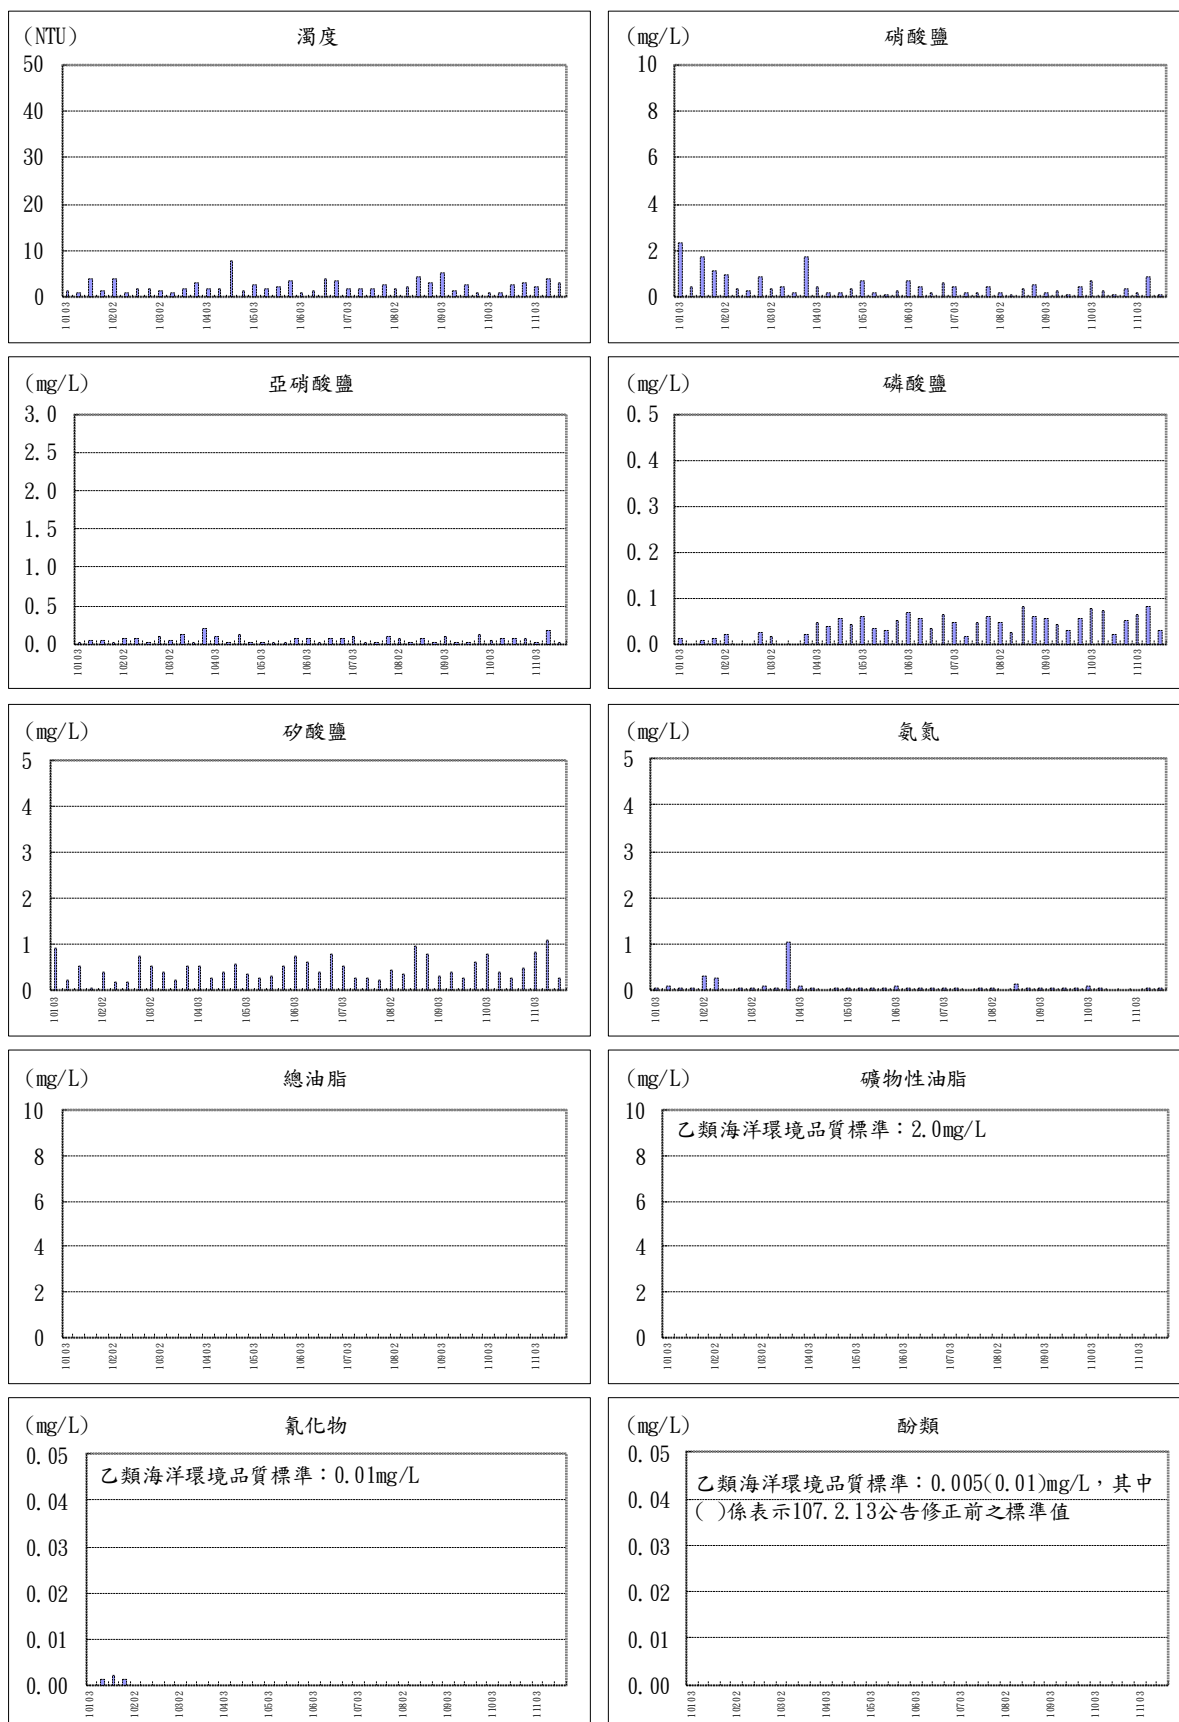 (NTU) 濁度
50
40
30
20
10
0
10103 10202 10302 10403 10503 10603 10703 10802 10903 11003 11103
(mg/L) 硝酸鹽
10
8
6
4
2
0
10103 10202 10302 10403 10503 10603 10703 10802 10903 11003 11103
(mg/L) 亞硝酸鹽
3.0
2.5
2.0
1.5
1.0
0.5
0.0
10103 10202 10302 10403 10503 10603 10703 10802 10903 11003 11103
(mg/L) 磷酸鹽
0.5
0.4
0.3
0.2
0.1
0.0
10103 10202 10302 10403 10503 10603 10703 10802 10903 11003 11103
(mg/L) 矽酸鹽
5
4
3
2
1
0
10103 10202 10302 10403 10503 10603 10703 10802 10903 11003 11103
(mg/L) 氨氮
5
4
3
2
1
0
10103 10202 10302 10403 10503 10603 10703 10802 10903 11003 11103
(mg/L) 總油脂
10
8
6
4
2
0
10103 10202 10302 10403 10503 10603 10703 10802 10903 11003 11103
(mg/L) 礦物性油脂
10
乙類海洋環境品質標準：2.0mg/L
8
6
4
2
0
10103 10202 10302 10403 10503 10603 10703 10802 10903 11003 11103
(mg/L) 氰化物
0.05
乙類海洋環境品質標準：0.01mg/L
0.04
0.03
0.02
0.01
0.00
10103 10202 10302 10403 10503 10603 10703 10802 10903 11003 11103
(mg/L) 酚類
0.05
乙類海洋環境品質標準：0.005(0.01)mg/L，其中
( )係表示107.2.13公告修正前之標準值
0.04
0.03
0.02
0.01
0.00
10103 10202 10302 10403 10503 10603 10703 10802 10903 11003 11103